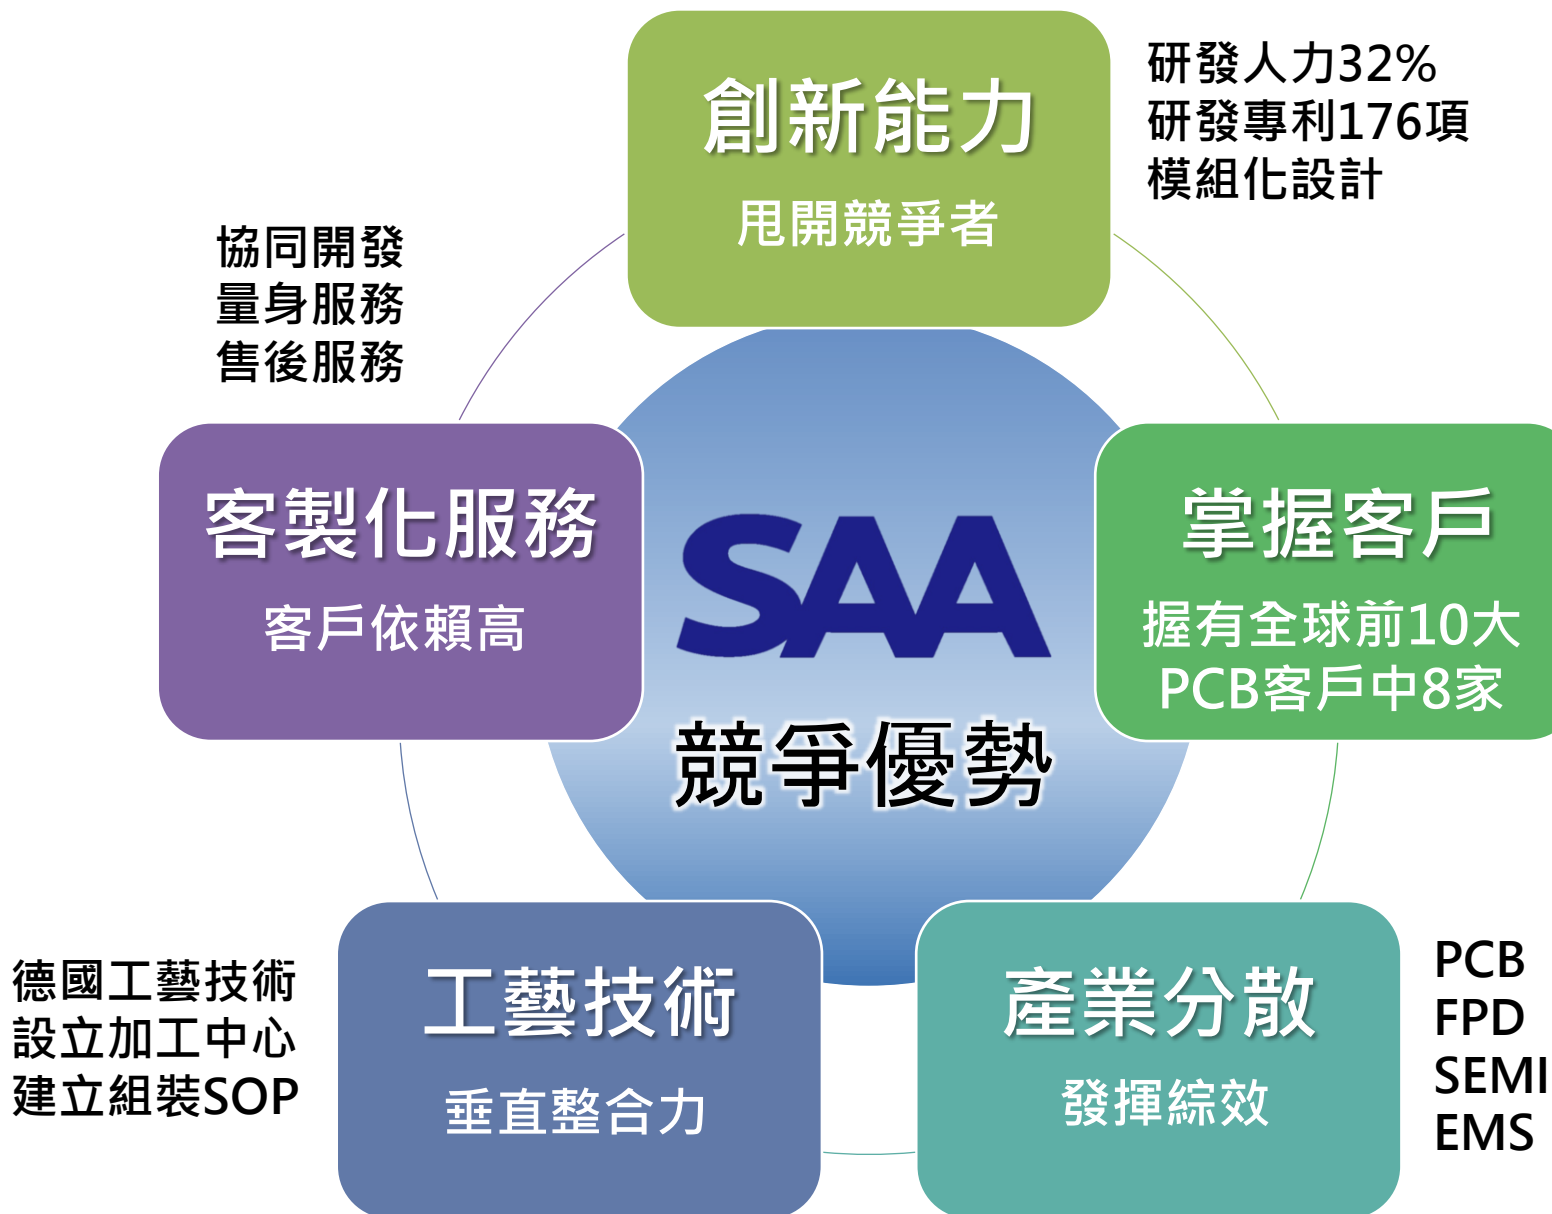 創新能力
甩開競爭者
研發人力32%
研發專利176項
模組化設計
協同開發
量身服務
售後服務
客製化服務
客戶依賴高
SAA
競爭優勢
掌握客戶
握有全球前10大
PCB客戶中8家
德國工藝技術
設立加工中心
建立組裝SOP
工藝技術
垂直整合力
產業分散
發揮綜效
PCB
FPD
SEMI
EMS